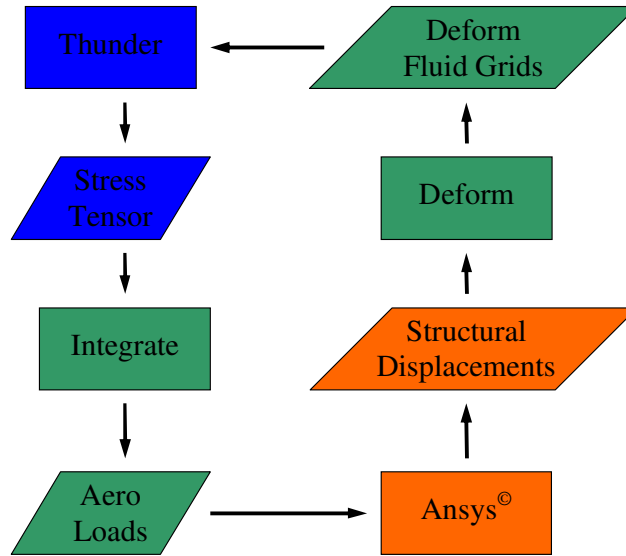 Thunder
Deform
Fluid Grids
Stress
Tensor
Deform
Integrate
Structural
Displacements
Aero
Loads
Ansys©